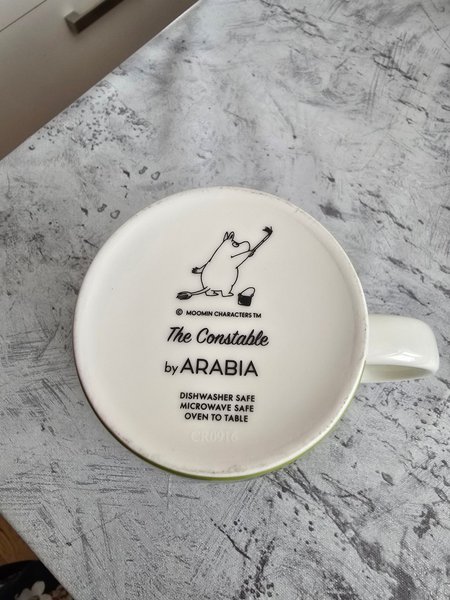 © MOOMIN CHARACTERS TM
The Constable
by ARABIA
DISHWASHER SAFE
MICROWAVE SAFE
OVEN TO TABLE
CR0916